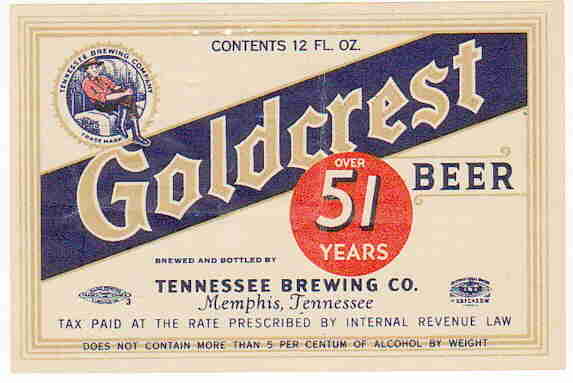 CONTENTS 12 FL. OZ.
TENNESSEE BREWING COMPANY
TRADE MARK
Goldcrest
BEER
OVER
51
YEARS
BREWED AND BOTTLED BY
TENNESSEE BREWING CO.
Memphis, Tennessee
TAX PAID AT THE RATE PRESCRIBED BY INTERNAL REVENUE LAW
DOES NOT CONTAIN MORE THAN 5 PER CENTUM OF ALCOHOL BY WEIGHT